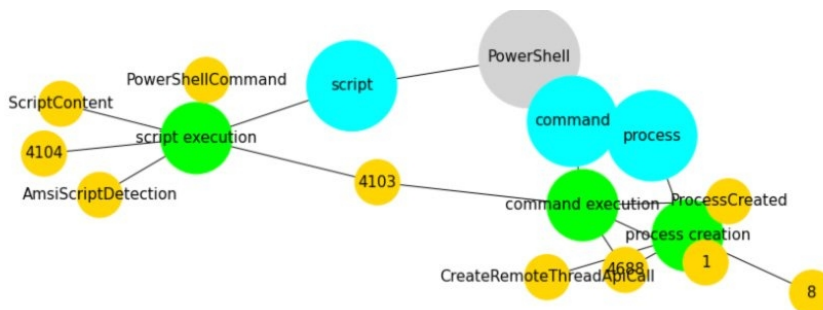 PowerShell
PowerShellCommand
script
ScriptContent
command
process
script execution
4104
4103
AmsiScriptDetection
ProcessCreated
command execution
process creation
CreateRemoteThreadApiCall
4688
1
8